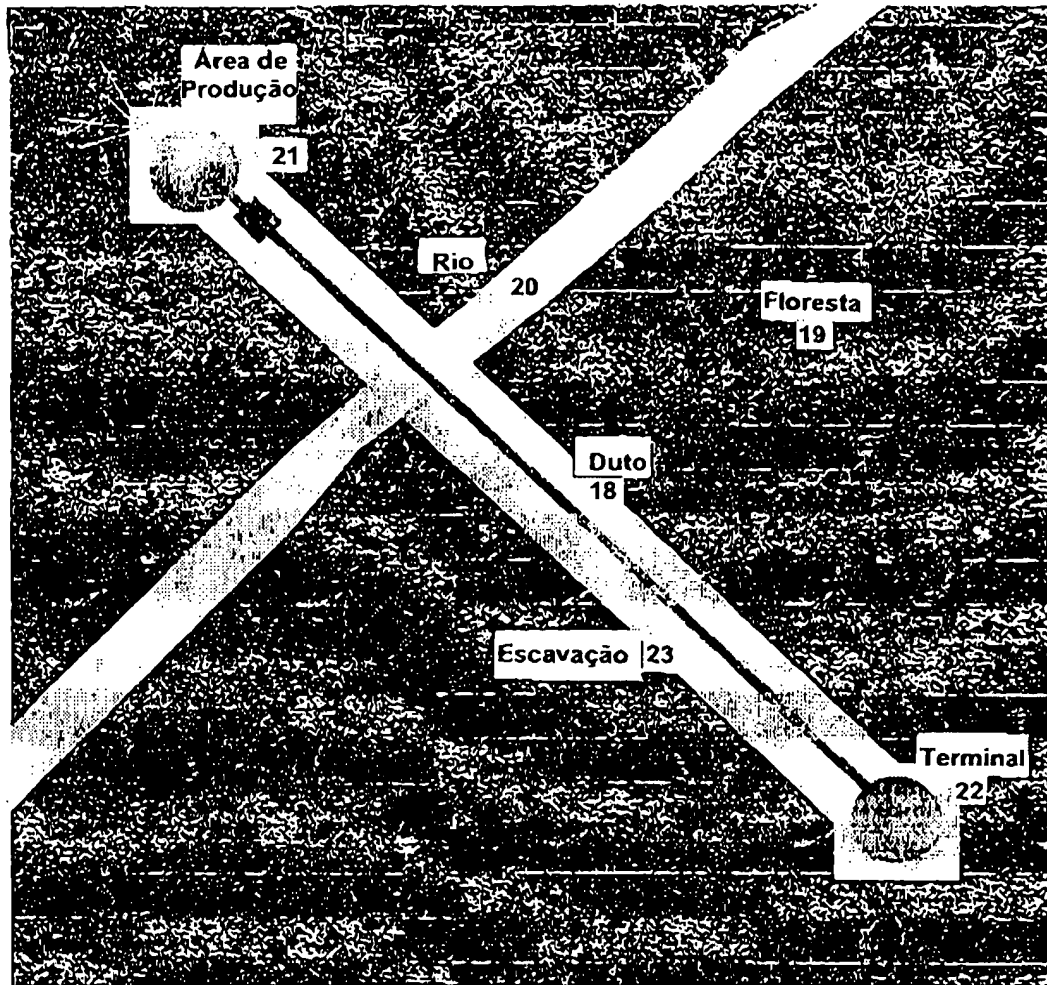 Área de
Produção
21
Rio
20
Floresta
19
Duto
18
Escavação 23
Terminal
22